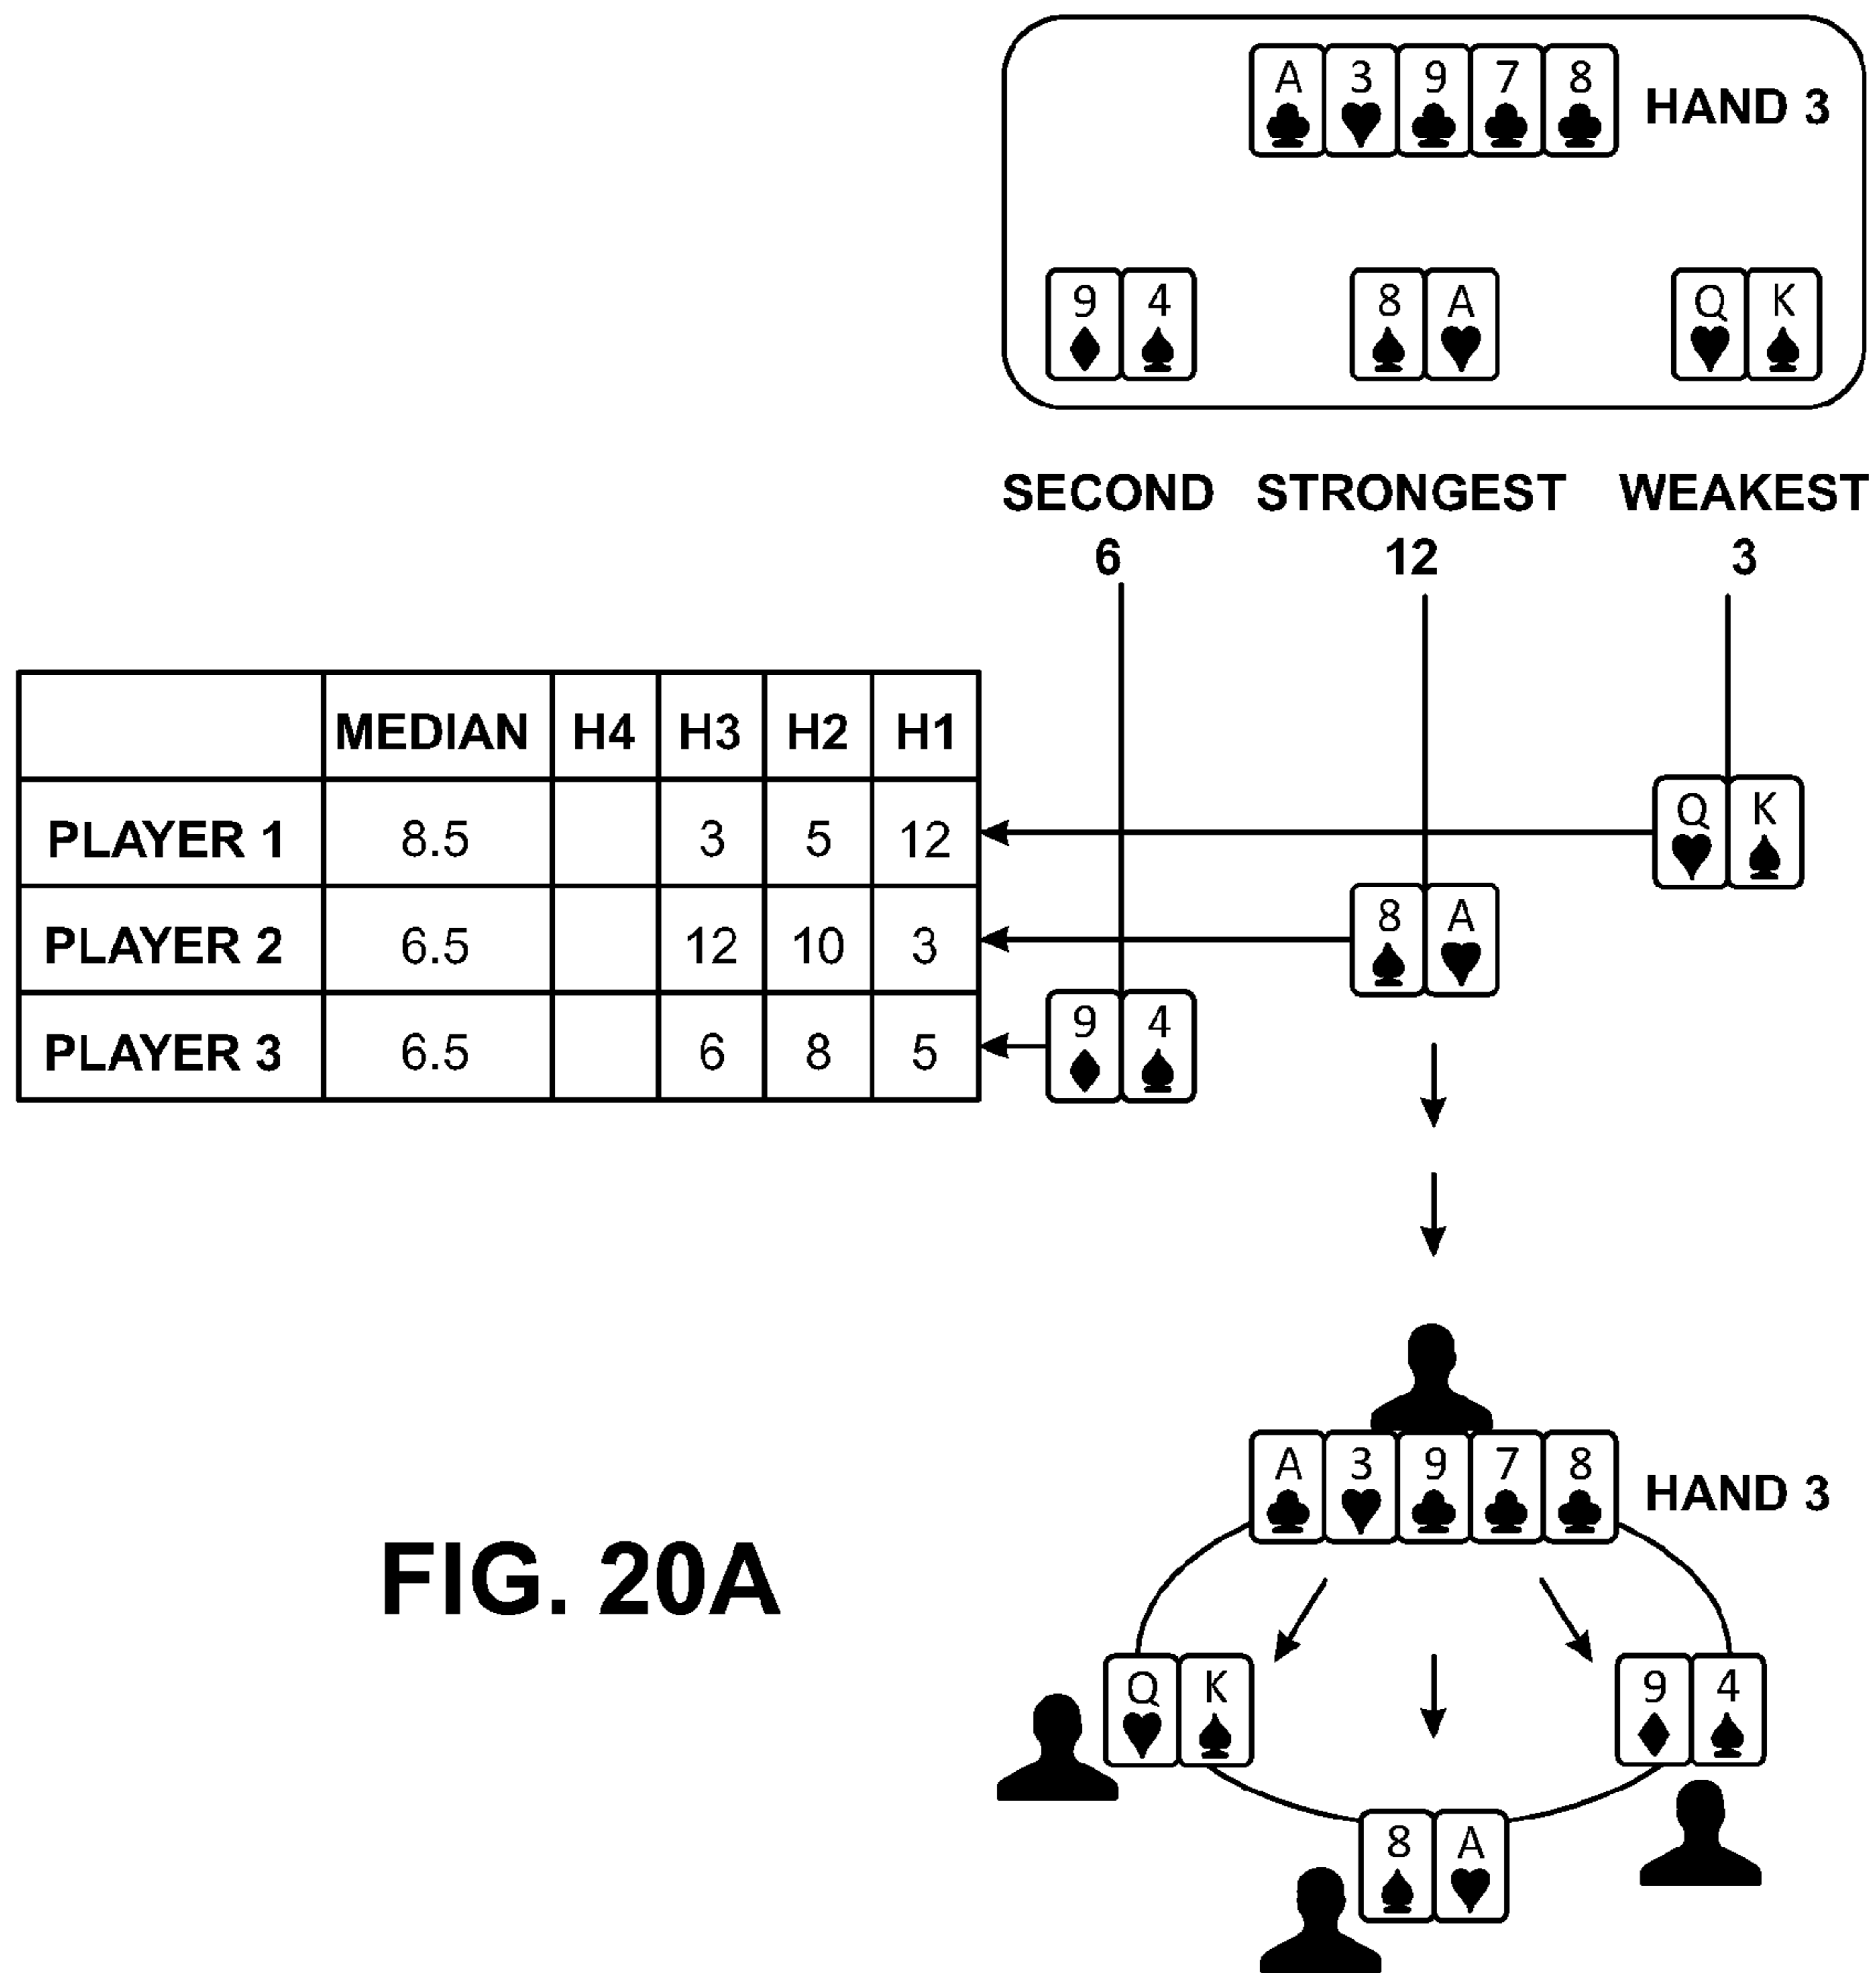 A 3 9 7 8 HAND 3
9 4 8 A Q K
SECOND STRONGEST WEAKEST
6 12 3
MEDIAN H4 H3 H2 H1
PLAYER 1 8.5 3 5 12
Q K
PLAYER 2 6.5 12 10 3
8 A
PLAYER 3 6.5 6 8 5
9 4
A 3 9 7 8 HAND 3
FIG. 20A
Q K 9 4
8 A